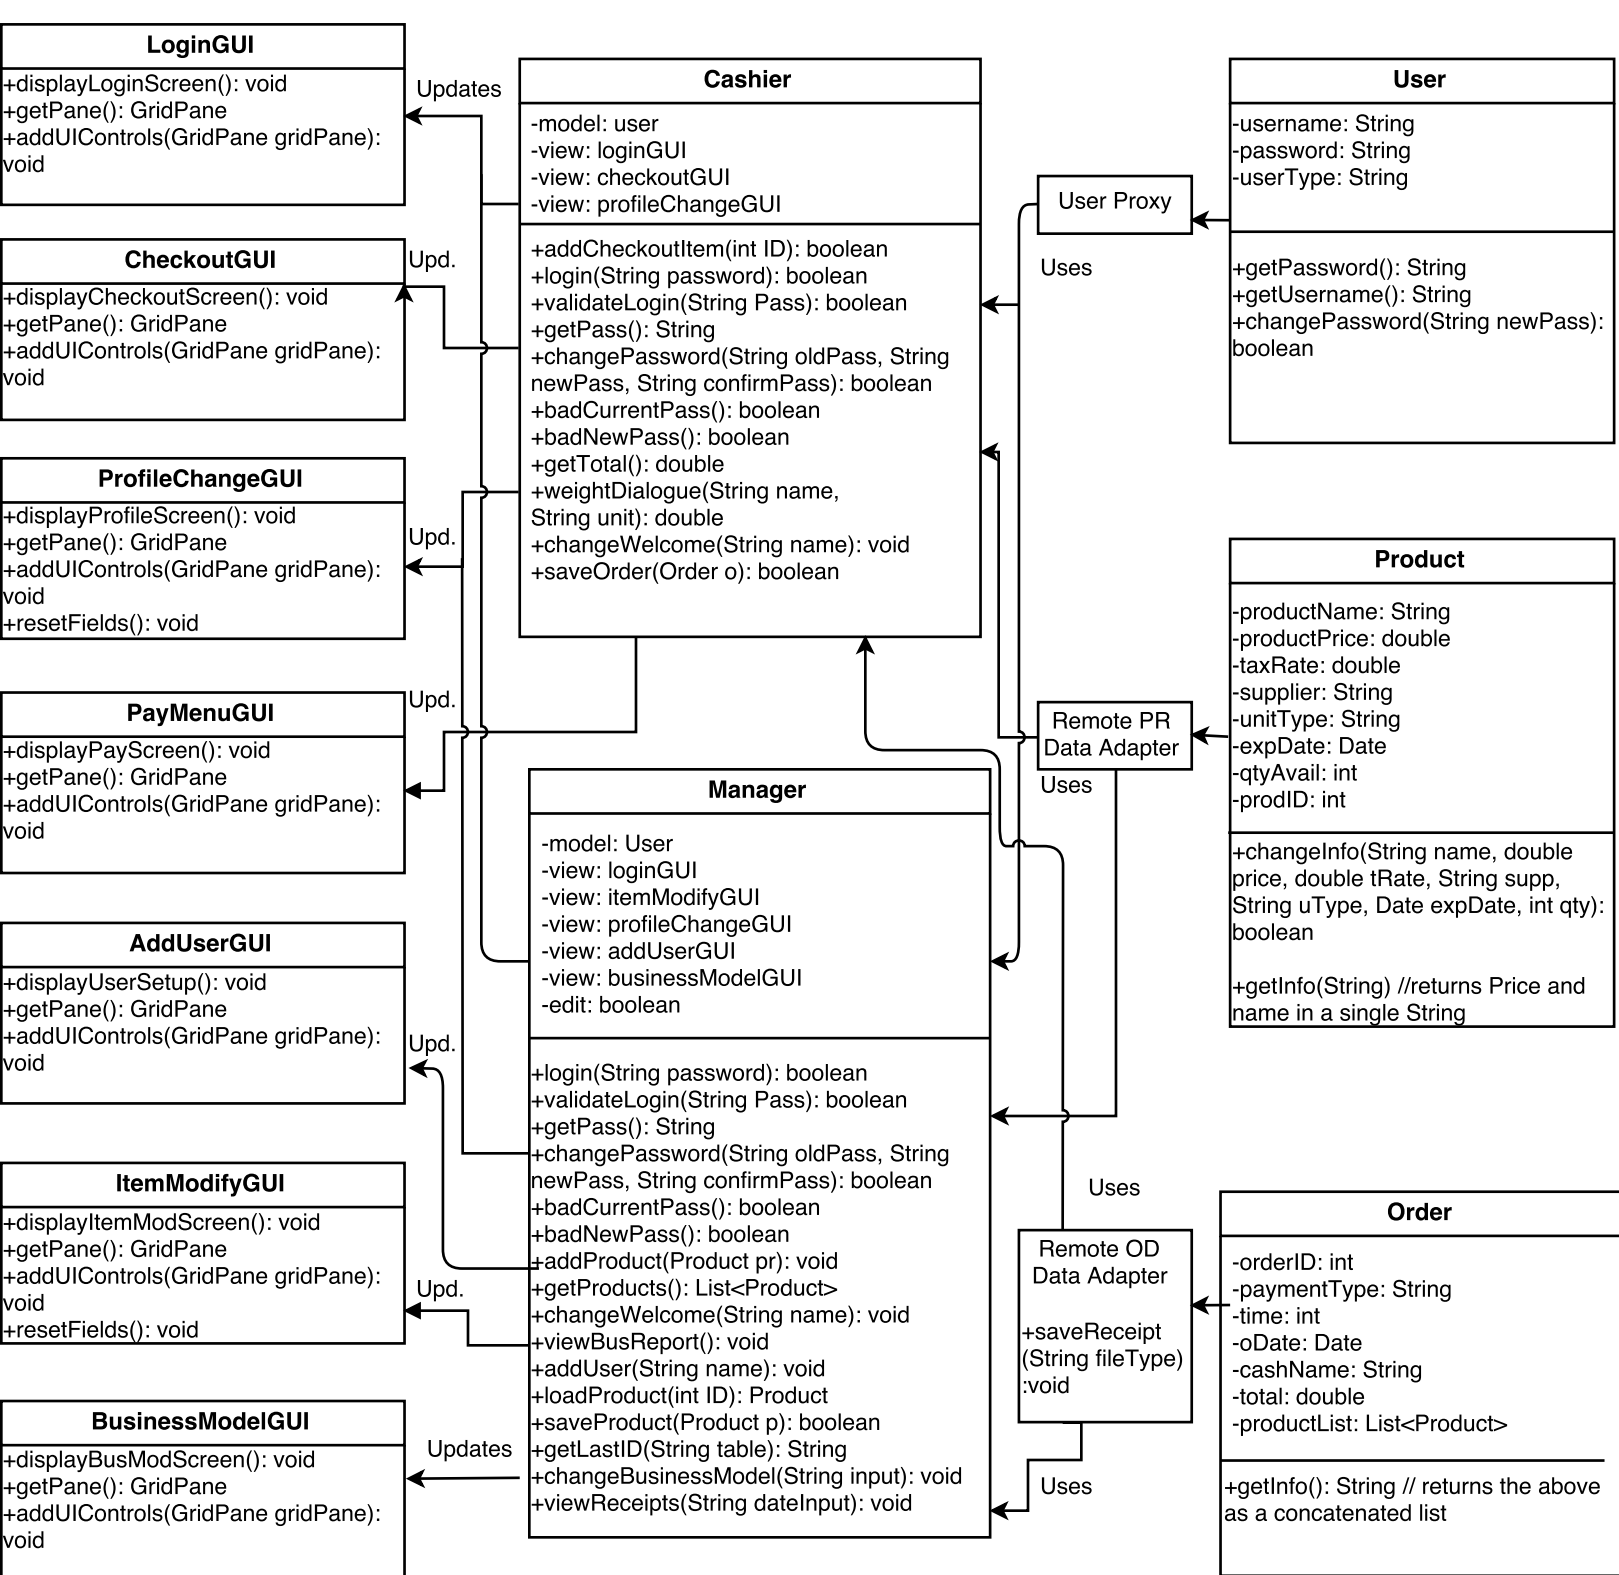 LoginGUI
+displayLoginScreen(): void
+getPane(): GridPane
+addUIControls(GridPane gridPane):
void
Updates
CheckoutGUI
+displayCheckoutScreen(): void
+getPane(): GridPane
+addUIControls(GridPane gridPane):
void
Upd.
ProfileChangeGUI
+displayProfileScreen(): void
+getPane(): GridPane
+addUIControls(GridPane gridPane):
void
+resetFields(): void
Upd.
PayMenuGUI
+displayPayScreen(): void
+getPane(): GridPane
+addUIControls(GridPane gridPane):
void
Upd.
AddUserGUI
+displayUserSetup(): void
+getPane(): GridPane
+addUIControls(GridPane gridPane):
void
Upd.
ItemModifyGUI
+displayItemModScreen(): void
+getPane(): GridPane
+addUIControls(GridPane gridPane):
void
+resetFields(): void
Upd.
BusinessModelGUI
+displayBusModScreen(): void
+getPane(): GridPane
+addUIControls(GridPane gridPane):
void
Updates
Cashier
-model: user
-view: loginGUI
-view: checkoutGUI
-view: profileChangeGUI
+addCheckoutItem(int ID): boolean
+login(String password): boolean
+validateLogin(String Pass): boolean
+getPass(): String
+changePassword(String oldPass, String
newPass, String confirmPass): boolean
+badCurrentPass(): boolean
+badNewPass(): boolean
+getTotal(): double
+weightDialogue(String name,
String unit): double
+changeWelcome(String name): void
+saveOrder(Order o): boolean
Manager
-model: User
-view: loginGUI
-view: itemModifyGUI
-view: profileChangeGUI
-view: addUserGUI
-view: businessModelGUI
-edit: boolean
+login(String password): boolean
+validateLogin(String Pass): boolean
+getPass(): String
+changePassword(String oldPass, String
newPass, String confirmPass): boolean
+badCurrentPass(): boolean
+badNewPass(): boolean
+addProduct(Product pr): void
+getProducts(): List<Product>
+changeWelcome(String name): void
+viewBusReport(): void
+addUser(String name): void
+loadProduct(int ID): Product
+saveProduct(Product p): boolean
+getLastID(String table): String
+changeBusinessModel(String input): void
+viewReceipts(String dateInput): void
User Proxy
Uses
Remote PR
Data Adapter
Uses
Uses
Remote OD
Data Adapter
+saveReceipt
(String fileType)
:void
Uses
User
-username: String
-password: String
-userType: String
+getPassword(): String
+getUsername(): String
+changePassword(String newPass):
boolean
Product
-productName: String
-productPrice: double
-taxRate: double
-supplier: String
-unitType: String
-expDate: Date
-qtyAvail: int
-prodID: int
+changeInfo(String name, double
price, double tRate, String supp,
String uType, Date expDate, int qty):
boolean
+getInfo(String) //returns Price and
name in a single String
Order
-orderID: int
-paymentType: String
-time: int
-oDate: Date
-cashName: String
-total: double
-productList: List<Product>
+getInfo(): String // returns the above
as a concatenated list